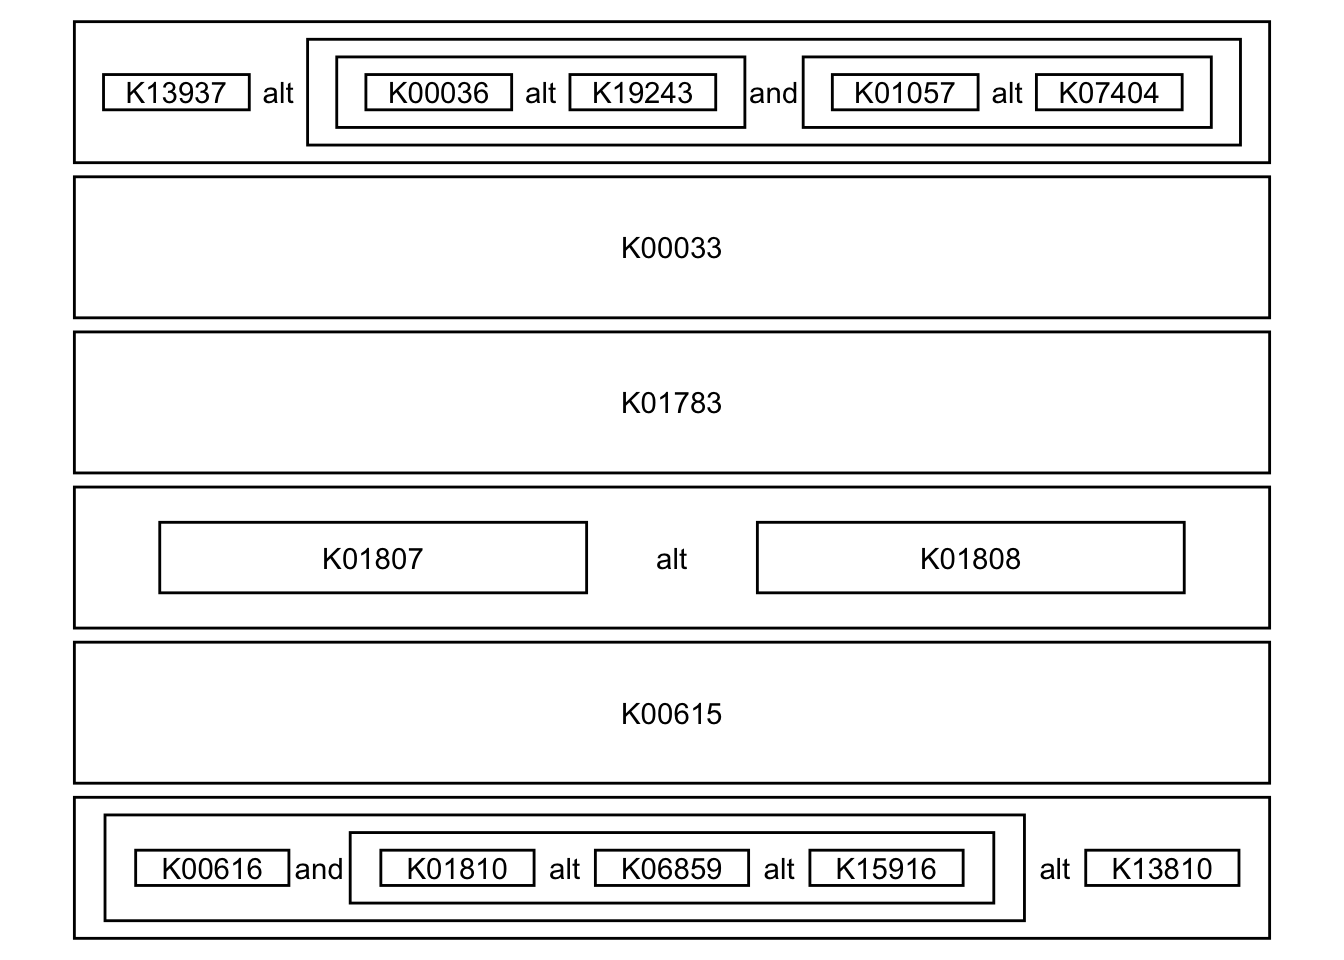 K13937 alt K00036 alt K19243 and K01057 alt K07404
K00033
K01783
K01807 alt K01808
K00615
K00616 and K01810 alt K06859 alt K15916 alt K13810